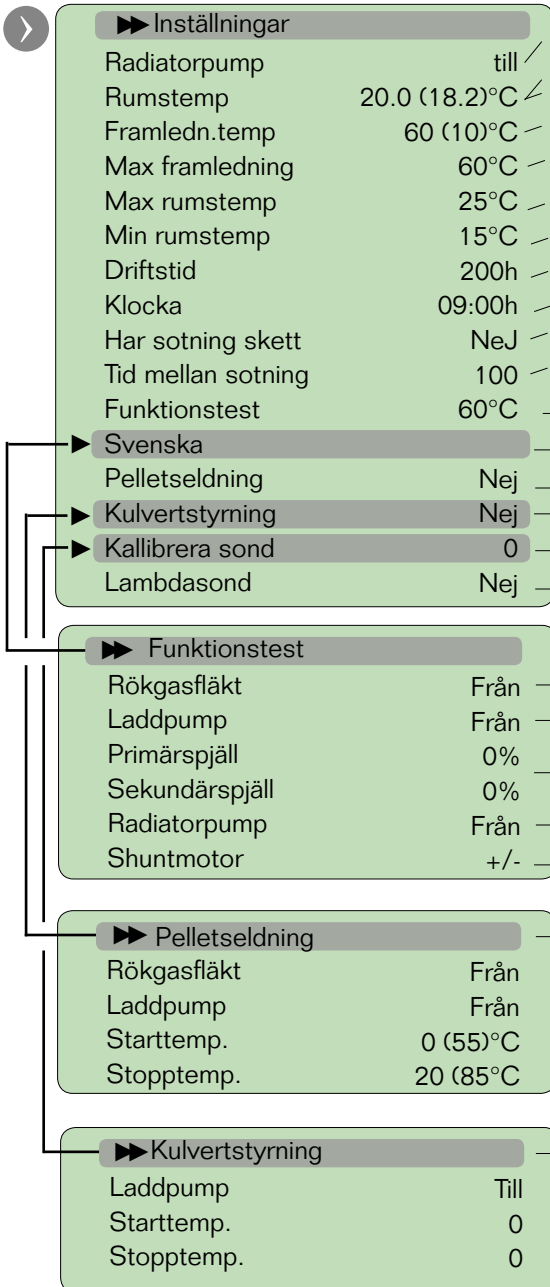 Inställningar
Radiatorpump till
Rumstemp 20.0 (18.2)°C
Framledn.temp 60 (10)°C
Max framledning 60°C
Max rumstemp 25°C
Min rumstemp 15°C
Driftstid 200h
Klocka 09:00h
Har sotning skett NeJ
Tid mellan sotning 100
Funktionstest 60°C
Svenska
Pelletseldning Nej
Kulvertstyrning Nej
Kallibrera sond 0
Lambdasond Nej
Funktionstest
Rökgasfläkt Från
Laddpump Från
Primärspjäll 0%
Sekundärspjäll 0%
Radiatorpump Från
Shuntmotor +/-
Pelletseldning
Rökgasfläkt Från
Laddpump Från
Starttemp. 0 (55)°C
Stopptemp. 20 (85°C
Kulvertstyrning
Laddpump Till
Starttemp. 0
Stopptemp. 0